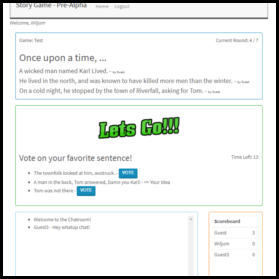 Story Game - Pre-Alpha Home Logout
Welcome, Wiljum
Game: Test Current Round: 4 / 7
Once upon a time, ...
A wicked man named Karl Lived. - by Guest
He lived in the north, and was known to have killed more men than the winter. - by Guest
On a cold night, he stopped by the town of Riverfall, asking for Tom. - by Guest
Lets Go!!!
Vote on your favorite sentence! Time Left: 13
The townfolk looked at him, awstruck. - VOTE
A man in the back, Tom answered, Damn you Karl! - ** Your Idea
Tom was not there - VOTE
Welcome to the Chatroom!
Guest3 - Hey whatup chat!
Scoreboard
Guest 3
Wiljum 0
Guest3 0